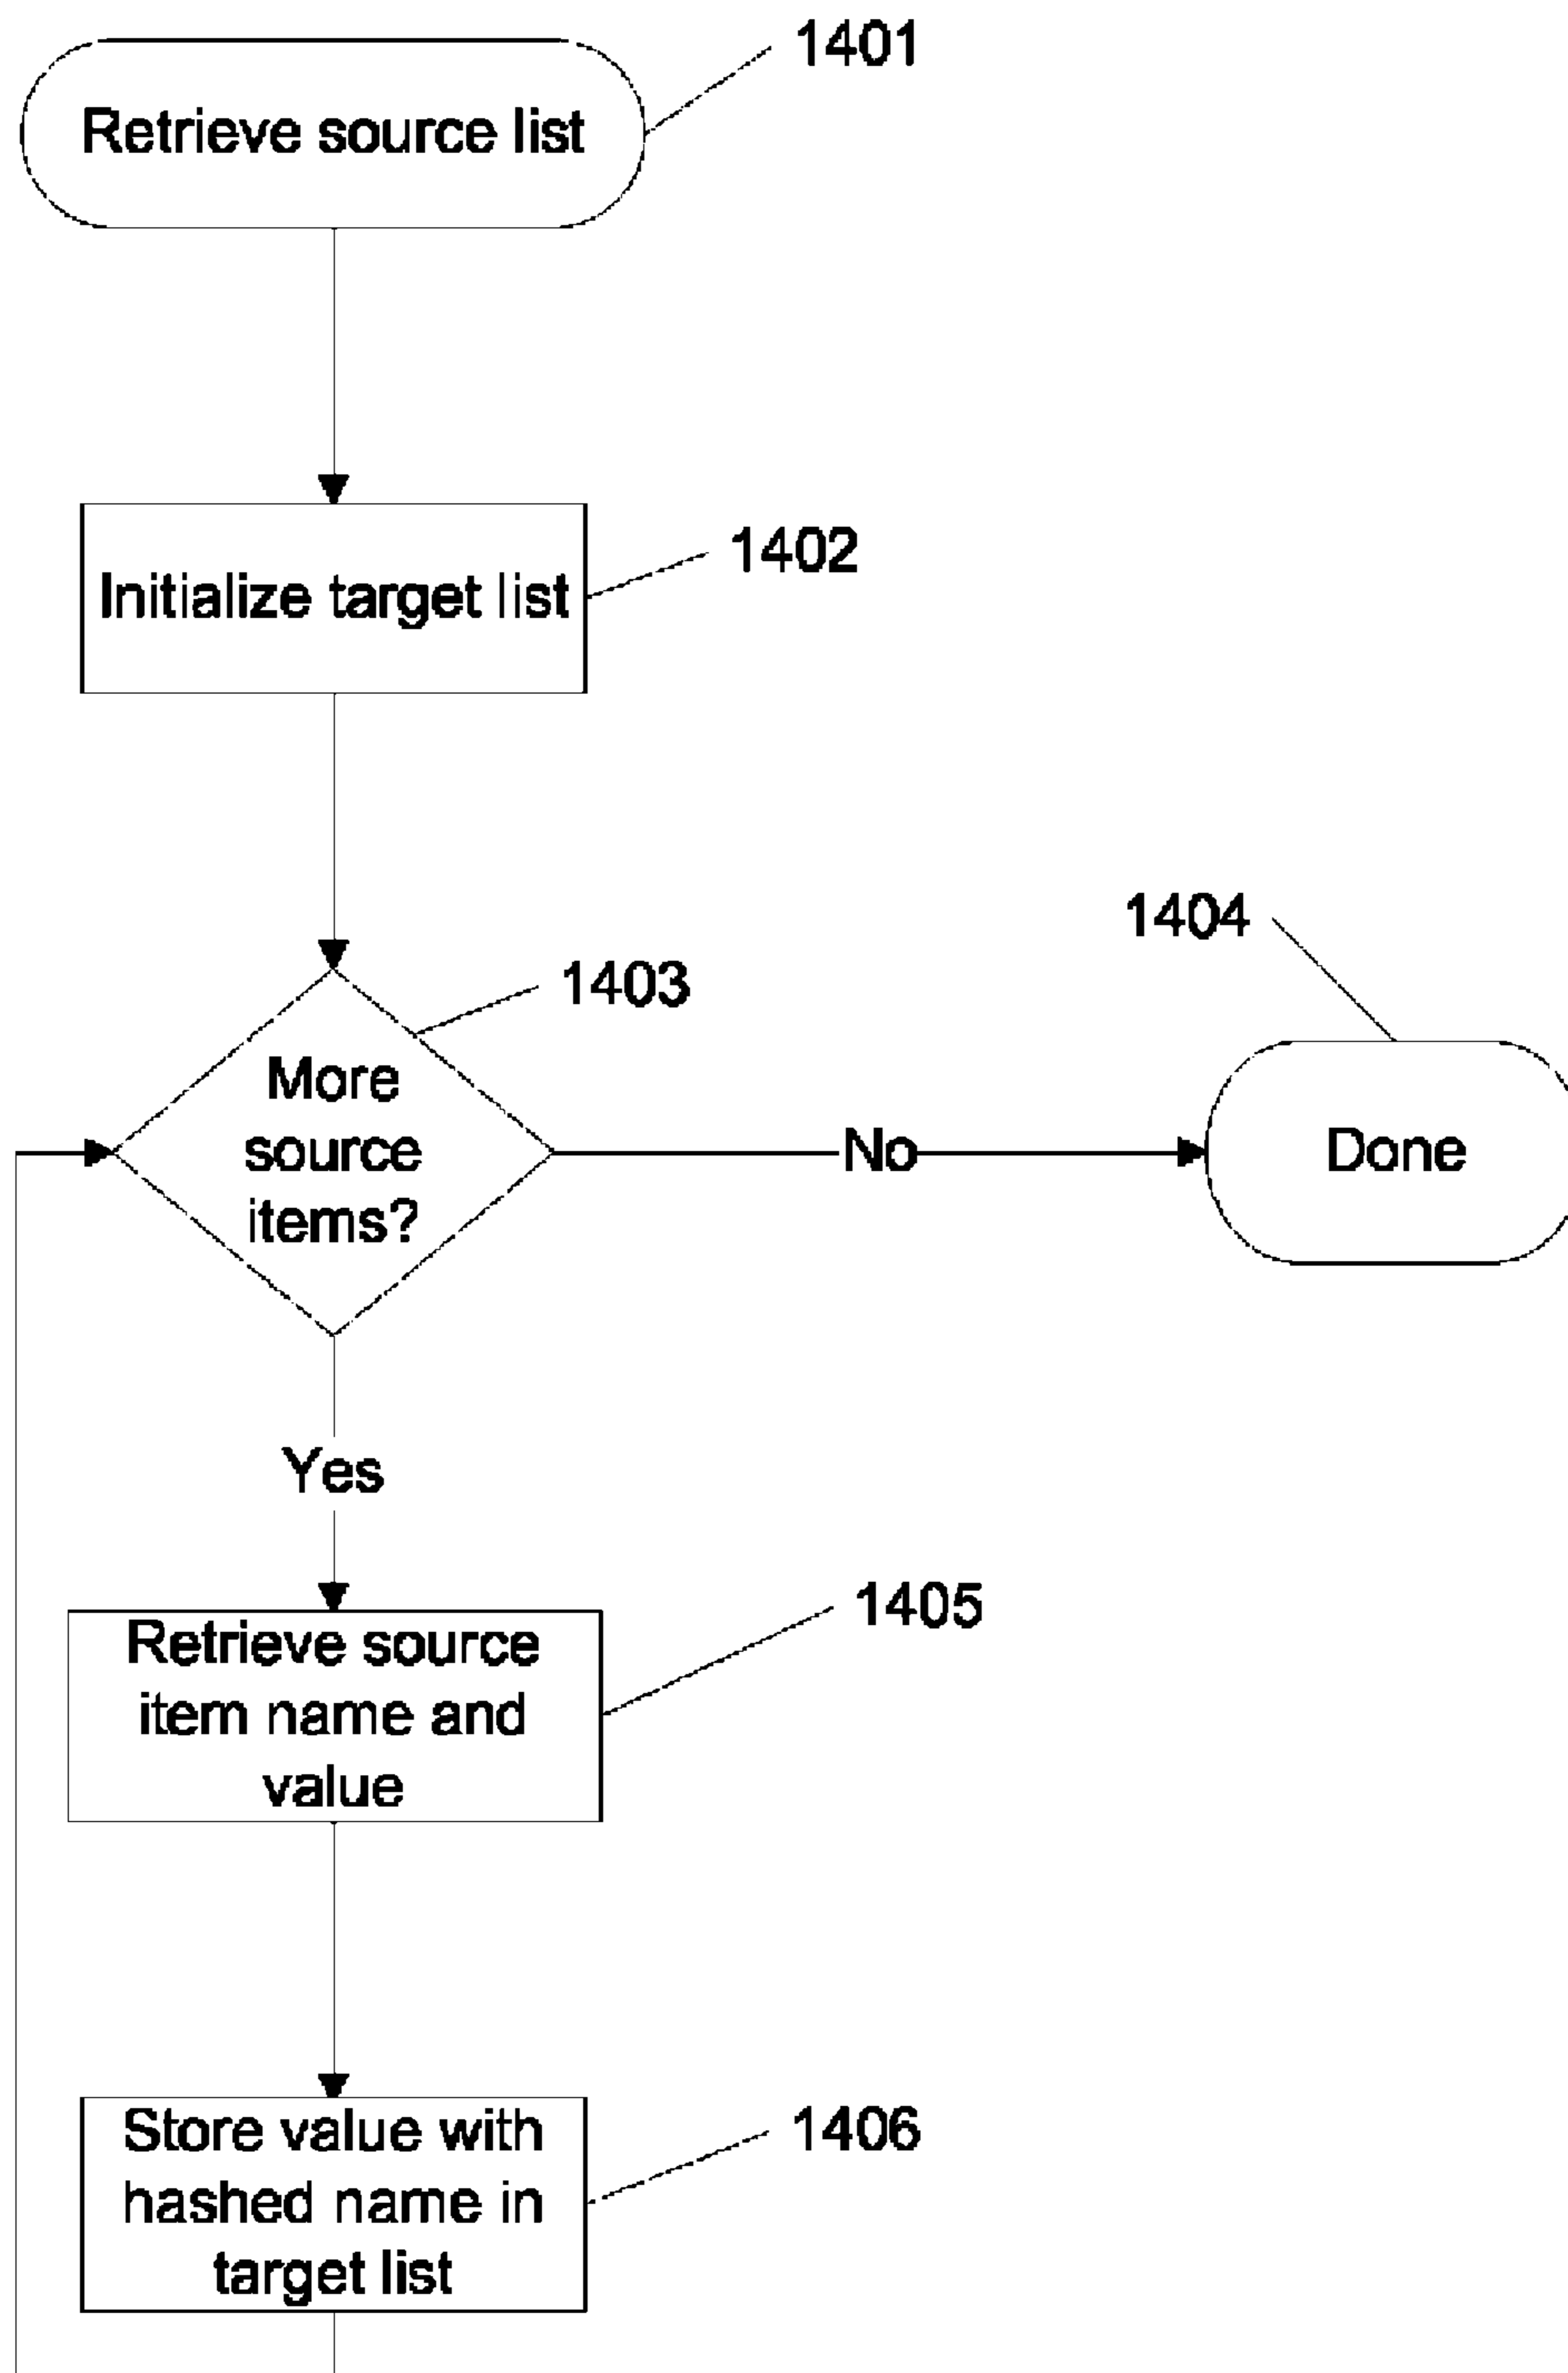 1401
Retrieve source list
1402
Initialize target list
1404
1403
More
source
items?
No
Done
Yes
1405
Retrieve source
item name and
value
1406
Store value with
hashed name in
target list